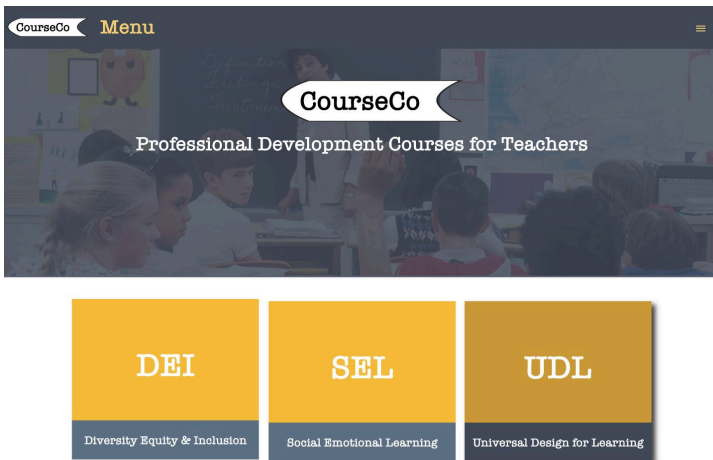 CourseCo Menu
CourseCo
Professional Development Courses for Teachers
DEI
Diversity Equity & Inclusion
SEL
Social Emotional Learning
UDL
Universal Design for Learning